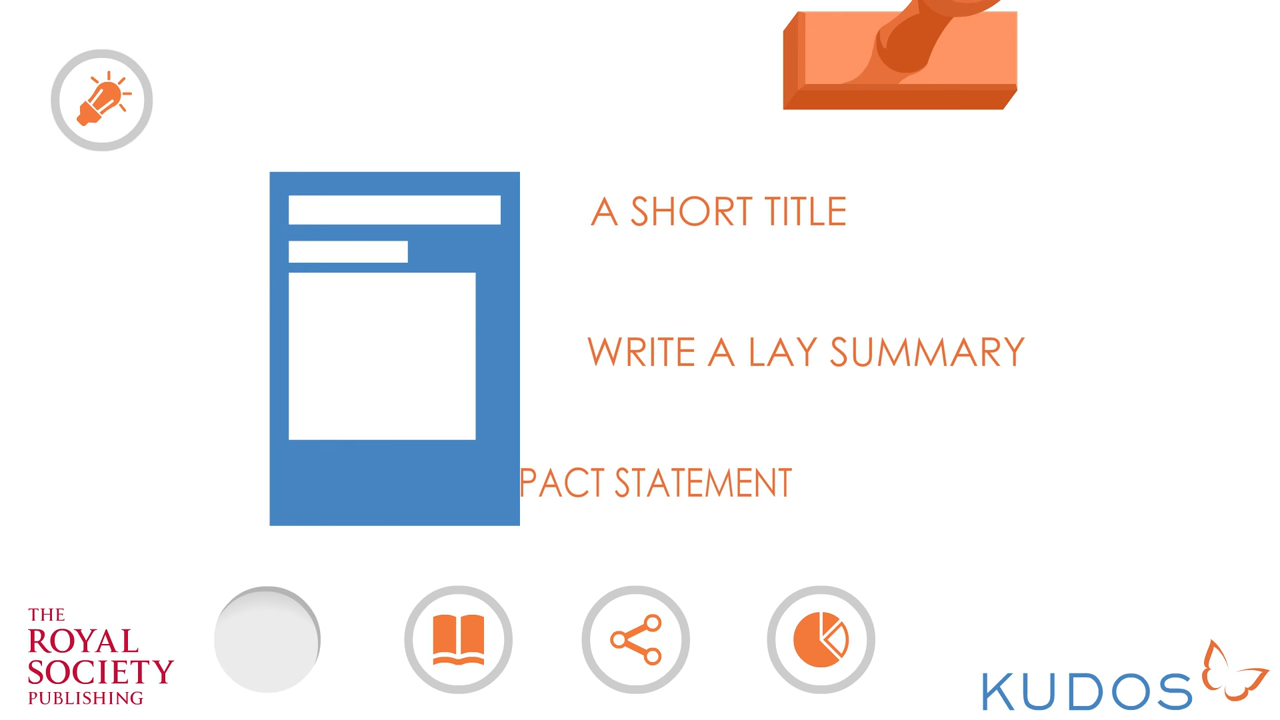 A SHORT TITLE
WRITE A LAY SUMMARY
PACT STATEMENT
THE
ROYAL
SOCIETY
PUBLISHING
KUDOS